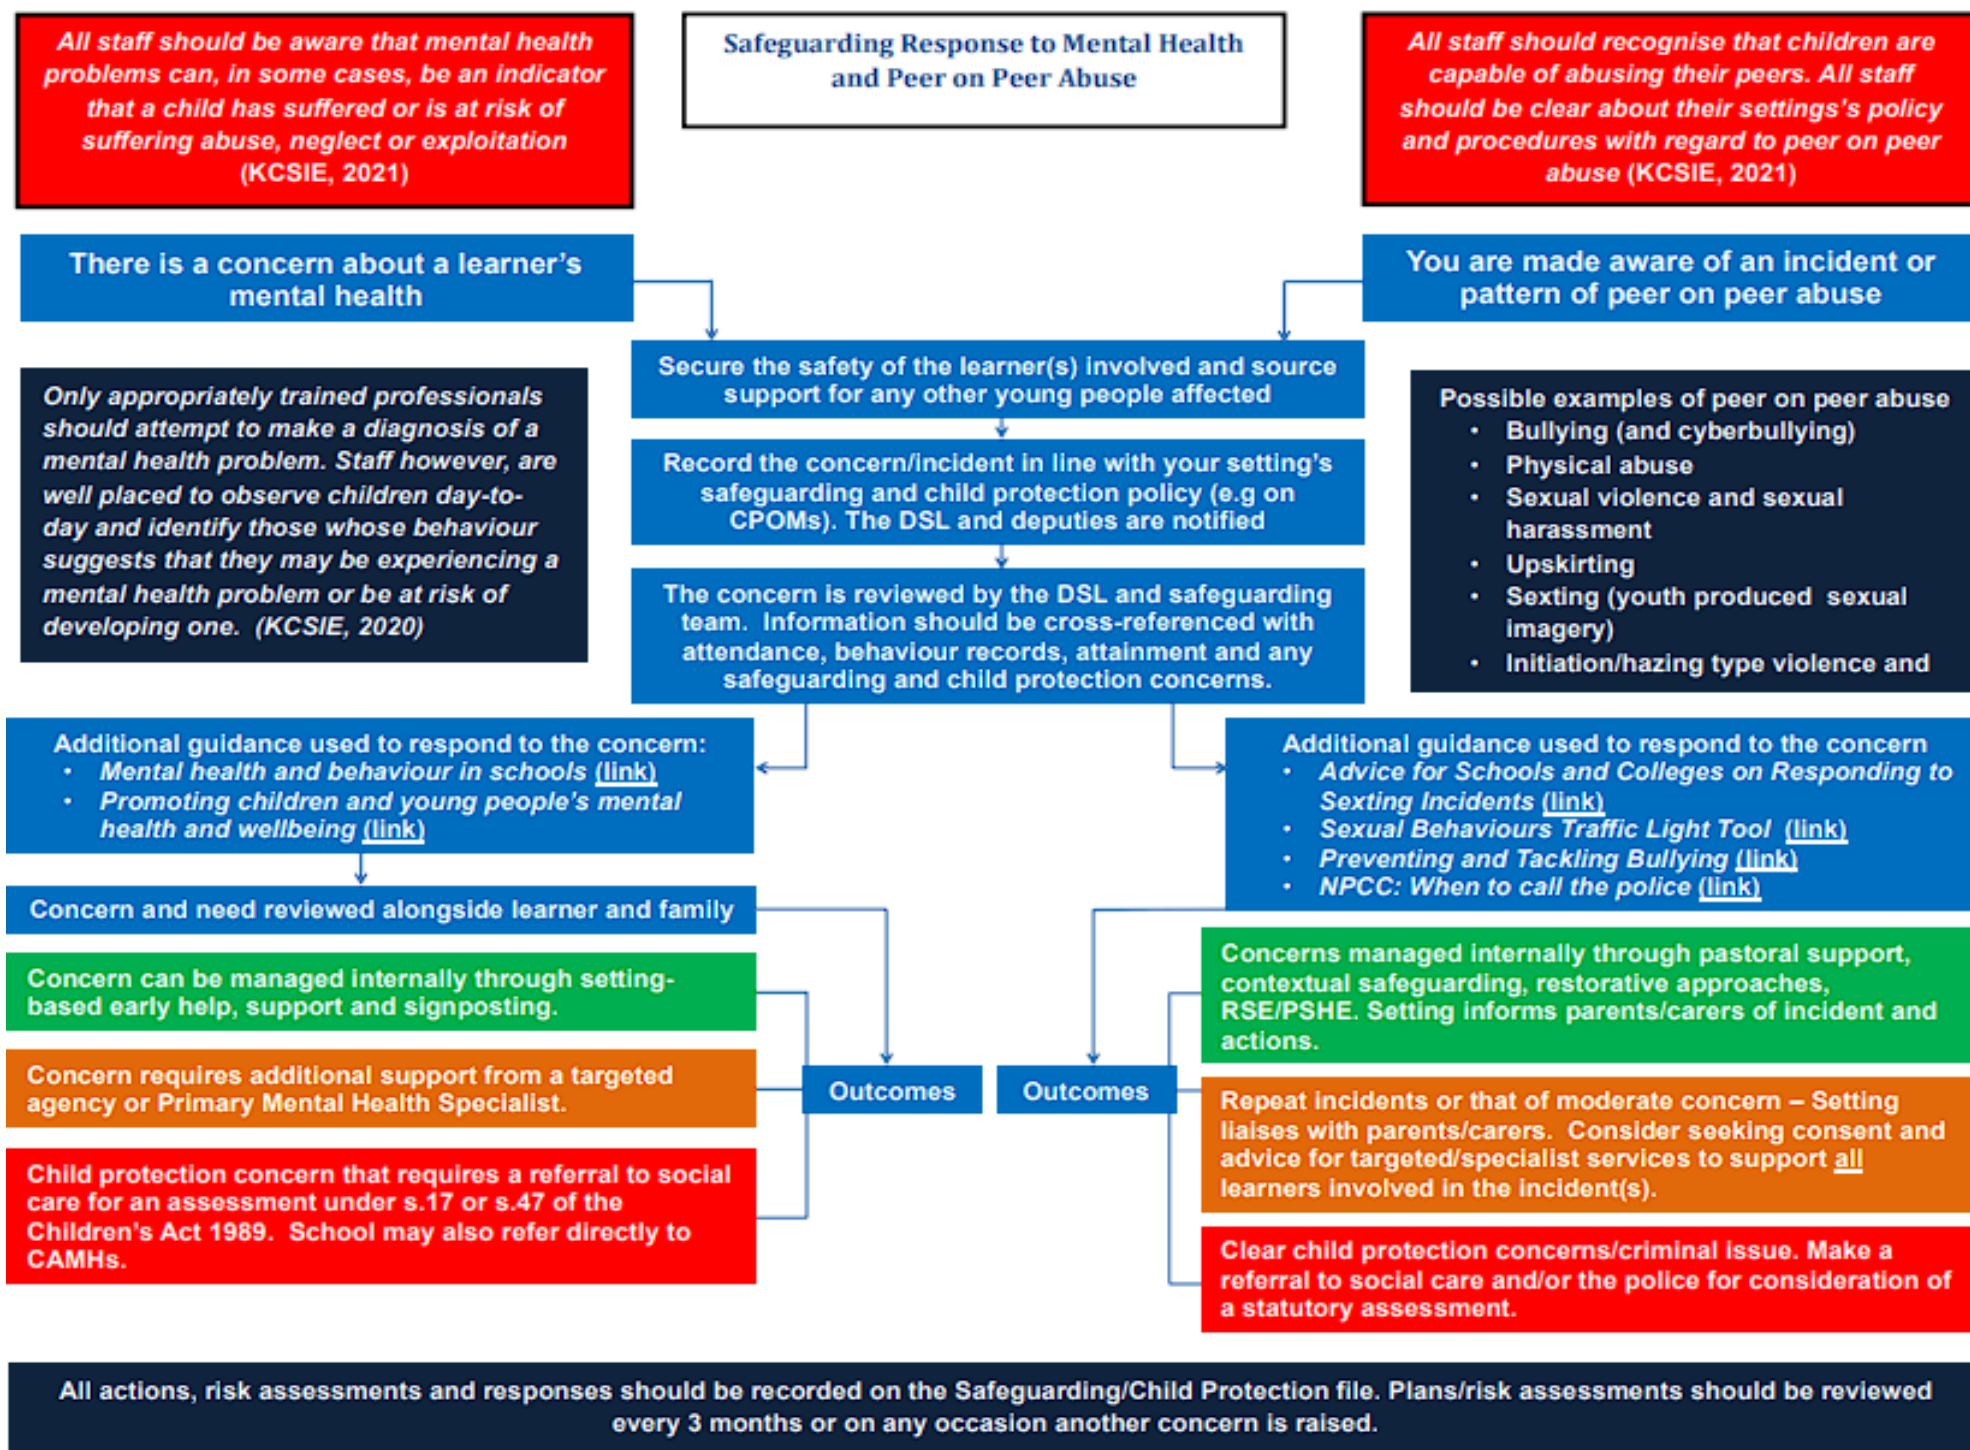 All staff should be aware that mental health
problems can, in some cases, be an indicator
that a child has suffered or is at risk of
suffering abuse, neglect or exploitation
(KCSIE, 2021)
Safeguarding Response to Mental Health
and Peer on Peer Abuse
All staff should recognise that children are
capable of abusing their peers. All staff
should be clear about their settings's policy
and procedures with regard to peer on peer
abuse (KCSIE, 2021)
There is a concern about a learner's
mental health
You are made aware of an incident or
pattern of peer on peer abuse
Secure the safety of the learner(s) involved and source
support for any other young people affected
Only appropriately trained professionals
should attempt to make a diagnosis of a
mental health problem. Staff however, are
well placed to observe children day-to-
day and identify those whose behaviour
suggests that they may be experiencing a
mental health problem or be at risk of
developing one. (KCSIE, 2020)
Record the concern/incident in line with your setting's
safeguarding and child protection policy (e.g on
CPOMs). The DSL and deputies are notified
The concern is reviewed by the DSL and safeguarding
team. Information should be cross-referenced with
attendance, behaviour records, attainment and any
safeguarding and child protection concerns.
Possible examples of peer on peer abuse
• Bullying (and cyberbullying)
• Physical abuse
• Sexual violence and sexual
harassment
• Upskirting
• Sexting (youth produced sexual
imagery)
• Initiation/hazing type violence and
Additional guidance used to respond to the concern:
• Mental health and behaviour in schools (link)
• Promoting children and young people's mental
health and wellbeing (link)
Additional guidance used to respond to the concern
• Advice for Schools and Colleges on Responding to
Sexting Incidents (link)
• Sexual Behaviours Traffic Light Tool (link)
• Preventing and Tackling Bullying (link)
• NPCC: When to call the police (link)
Concern and need reviewed alongside learner and family
Concern can be managed internally through setting-
based early help, support and signposting.
Concern requires additional support from a targeted
agency or Primary Mental Health Specialist.
Child protection concern that requires a referral to social
care for an assessment under s.17 or s.47 of the
Children's Act 1989. School may also refer directly to
CAMHs.
Outcomes
Outcomes
Concerns managed internally through pastoral support,
contextual safeguarding, restorative approaches,
RSE/PSHE. Setting informs parents/carers of incident and
actions.
Repeat incidents or that of moderate concern – Setting
liaises with parents/carers. Consider seeking consent and
advice for targeted/specialist services to support all
learners involved in the incident(s).
Clear child protection concerns/criminal issue. Make a
referral to social care and/or the police for consideration of
a statutory assessment.
All actions, risk assessments and responses should be recorded on the Safeguarding/Child Protection file. Plans/risk assessments should be reviewed
every 3 months or on any occasion another concern is raised.